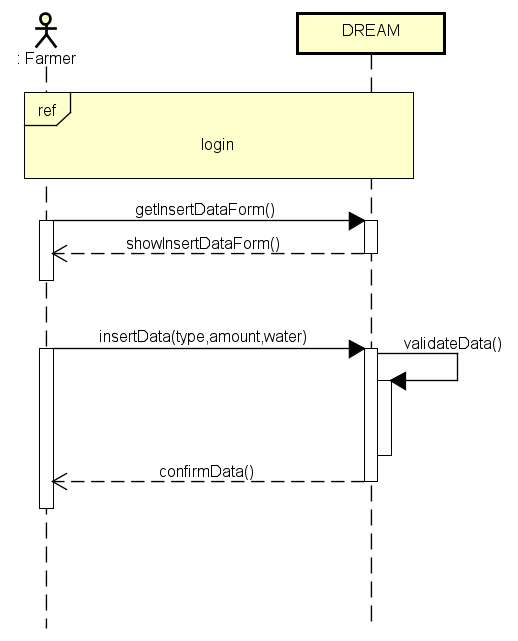 DREAM
: Farmer
ref
login
getInsertDataForm()
showInsertDataForm()
insertData(type,amount,water)
validateData()
confirmData()